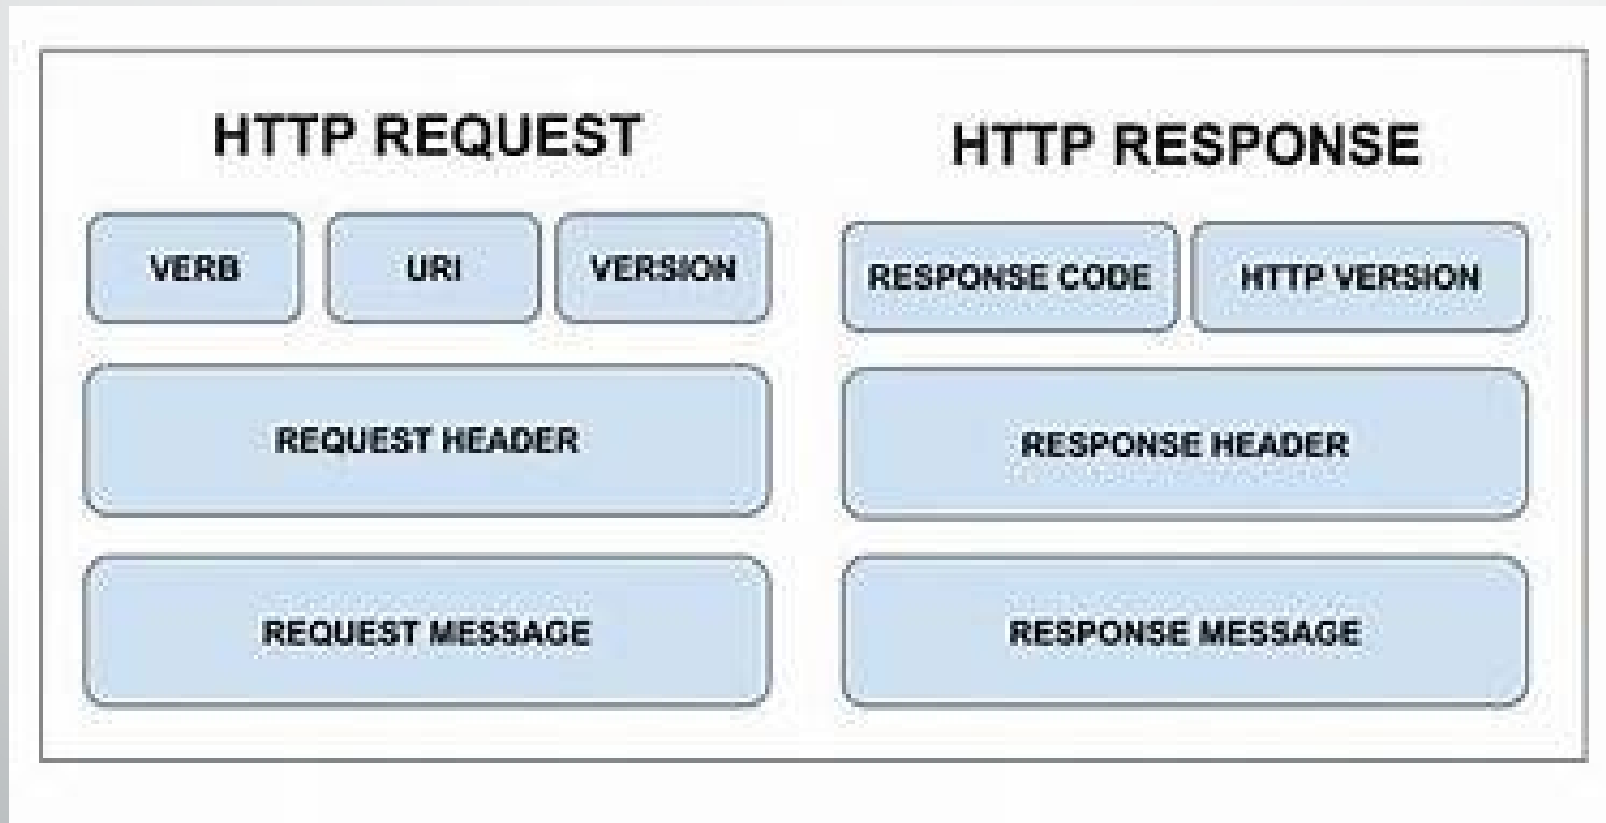 HTTP REQUEST
VERB URI VERSION
REQUEST HEADER
REQUEST MESSAGE
HTTP RESPONSE
RESPONSE CODE HTTP VERSION
RESPONSE HEADER
RESPONSE MESSAGE